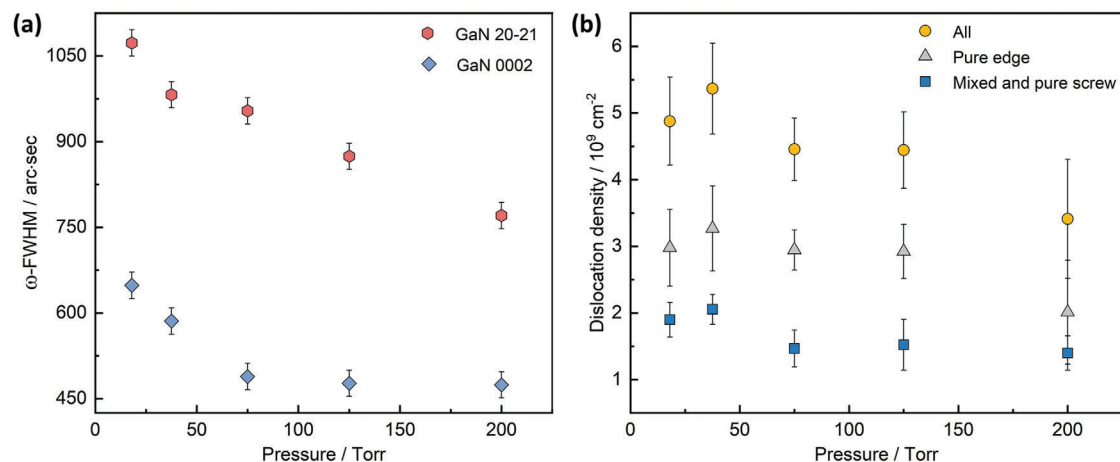 (a)
GaN 20-21
GaN 0002
1050
900
750
600
450
ω-FWHM / arc·sec
0
50
100
150
200
Pressure / Torr
(b)
All
Pure edge
Mixed and pure screw
6
5
4
3
2
1
Dislocation density / 10⁹ cm⁻²
0
50
100
150
200
Pressure / Torr